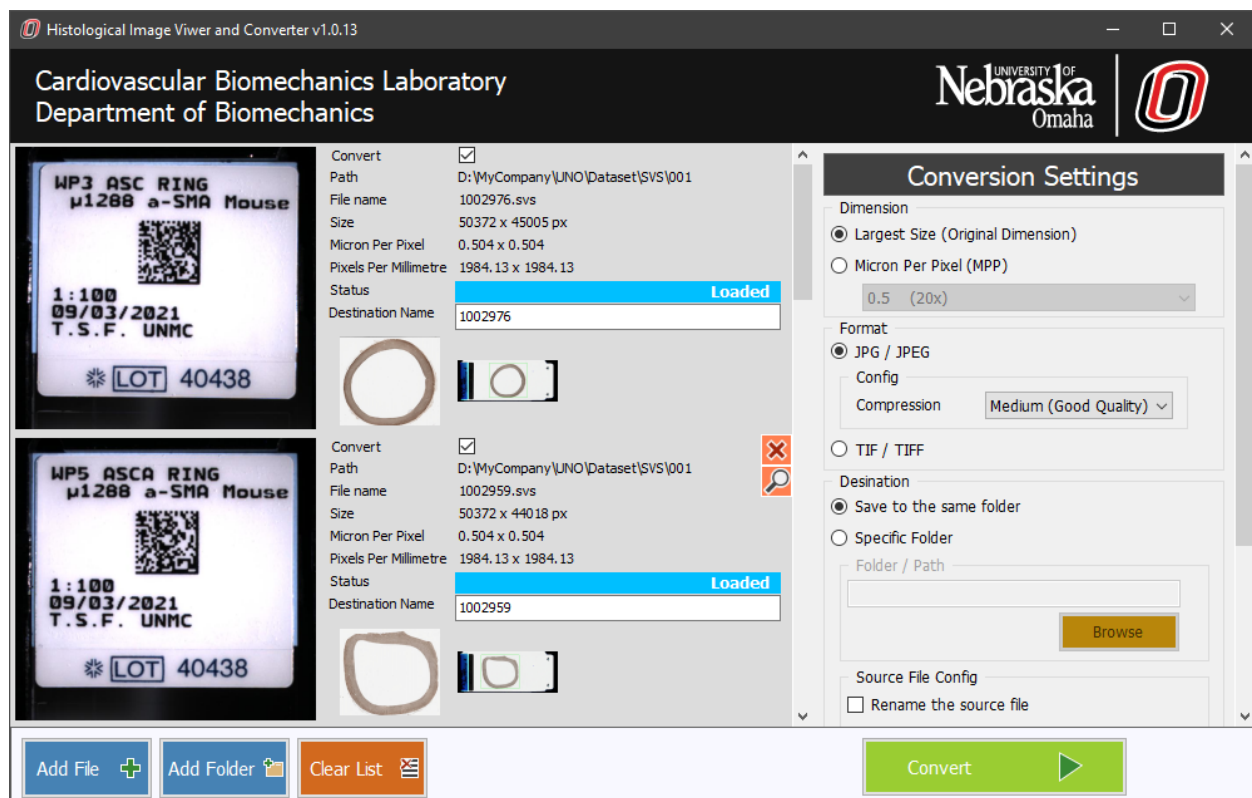 Histological Image Viwer and Converter v1.0.13
Cardiovascular Biomechanics Laboratory
Department of Biomechanics
UNIVERSITY OF
Nebraska
Omaha
WP3 ASC RING
µ1288 a-SMA Mouse
1:100
09/03/2021
T.S.F. UNMC
LOT 40438
Convert
Path D:\MyCompany\UNO\Dataset\SVS\001
File name 1002976.svs
Size 50372 x 45005 px
Micron Per Pixel 0.504 x 0.504
Pixels Per Millimetre 1984.13 x 1984.13
Status Loaded
Destination Name 1002976
WP5 ASCA RING
µ1288 a-SMA Mouse
1:100
09/03/2021
T.S.F. UNMC
LOT 40438
Convert
Path D:\MyCompany\UNO\Dataset\SVS\001
File name 1002959.svs
Size 50372 x 44018 px
Micron Per Pixel 0.504 x 0.504
Pixels Per Millimetre 1984.13 x 1984.13
Status Loaded
Destination Name 1002959
Conversion Settings
Dimension
Largest Size (Original Dimension)
Micron Per Pixel (MPP)
0.5 (20x)
Format
JPG / JPEG
Config
Compression Medium (Good Quality)
TIF / TIFF
Desination
Save to the same folder
Specific Folder
Folder / Path
Browse
Source File Config
Rename the source file
Add File
Add Folder
Clear List
Convert